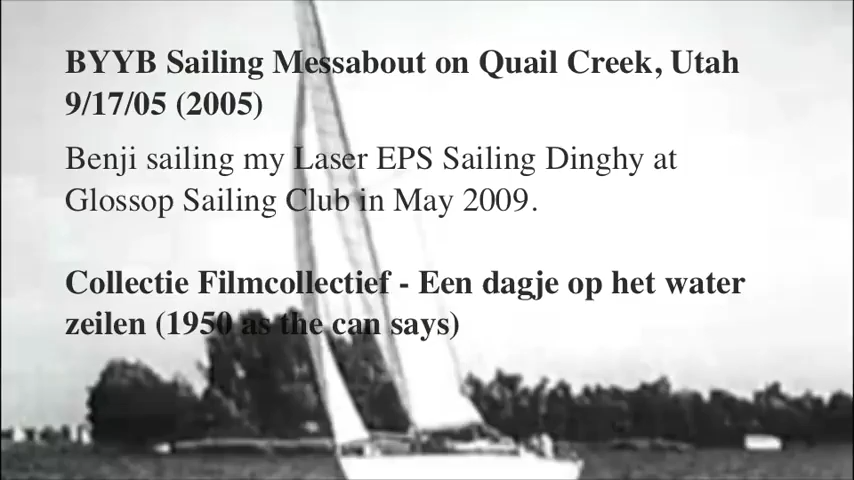 BYYB Sailing Messabout on Quail Creek, Utah
9/17/05 (2005)
Benji sailing my Laser EPS Sailing Dinghy at
Glossop Sailing Club in May 2009.
Collectie Filmcollectief - Een dagje op het water
zeilen (1950 as the can says)